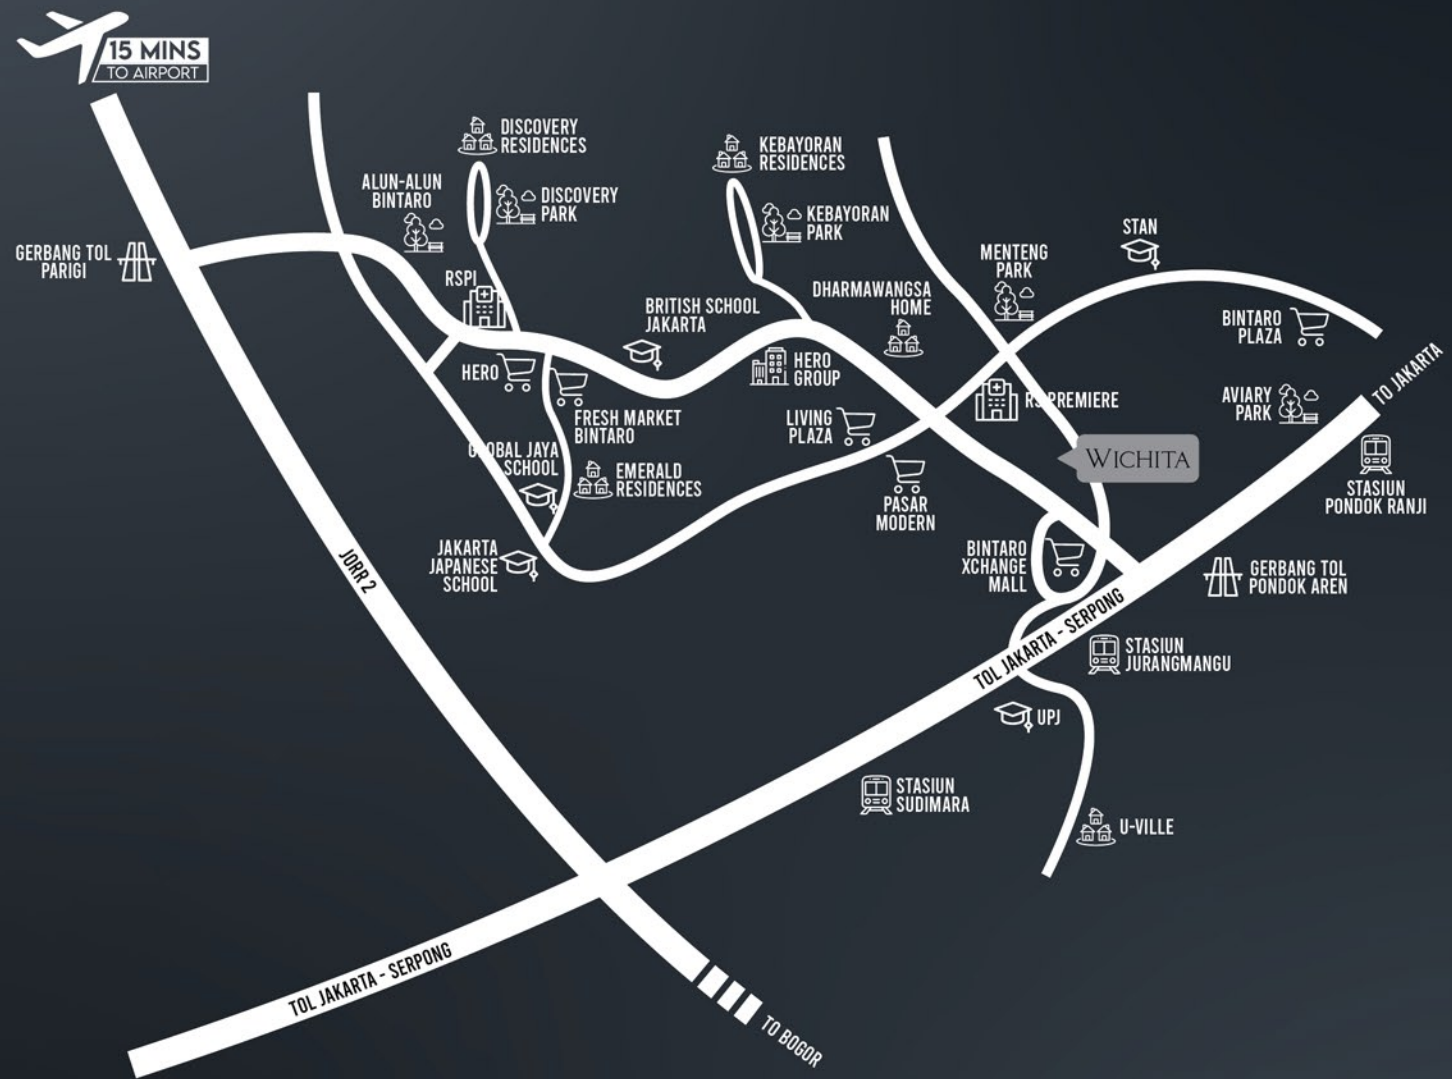 15 MINS
TO AIRPORT
DISCOVERY
RESIDENCES
KEBAYORAN
RESIDENCES
ALUN-ALUN
BINTARO
DISCOVERY
PARK
KEBAYORAN
PARK
STAN
GERBANG TOL
PARIGI
MENTENG
PARK
RSPI
DHARMAWANGSA
HOME
BRITISH SCHOOL
JAKARTA
BINTARO
PLAZA
TO JAKARTA
HERO
HERO
GROUP
RS PREMIERE
AVIARY
PARK
FRESH MARKET
BINTARO
LIVING
PLAZA
GLOBAL JAYA
SCHOOL
WICHITA
EMERALD
RESIDENCES
STASIUN
PONDOK RANJI
PASAR
MODERN
JAKARTA
JAPANESE
SCHOOL
BINTARO
XCHANGE
MALL
JORR 2
GERBANG TOL
PONDOK AREN
TOL JAKARTA - SERPONG
STASIUN
JURANGMANGU
UPJ
STASIUN
SUDIMARA
U-VILLE
TOL JAKARTA - SERPONG
TO BOGOR